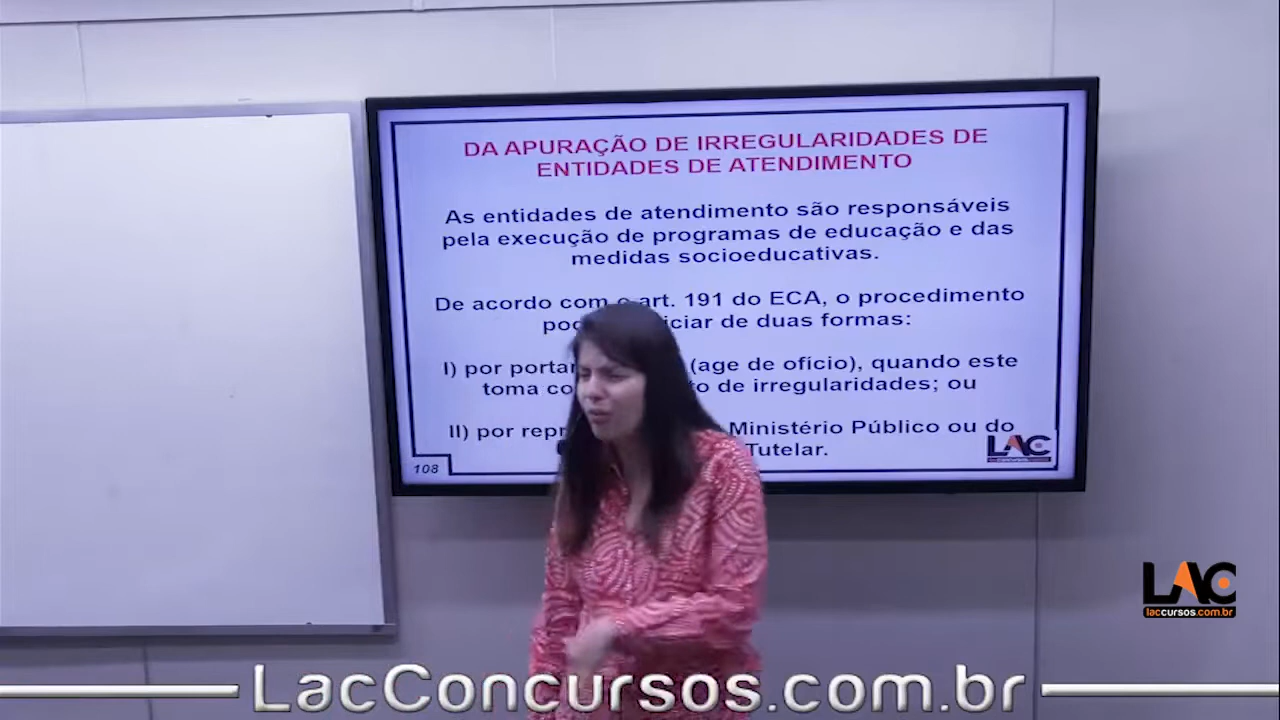 DA APURAÇÃO DE IRREGULARIDADES DE
ENTIDADES DE ATENDIMENTO
As entidades de atendimento são responsáveis
pela execução de programas de educação e das
medidas socioeducativas.
De acordo com o art. 191 do ECA, o procedimento
iciar de duas formas:
I) por (age de ofício), quando este
toma de irregularidades; ou
II) por Ministério Público ou do
Tutelar.
108
LAC
LAC
laccursos.com.br
LacConcursos.com.br